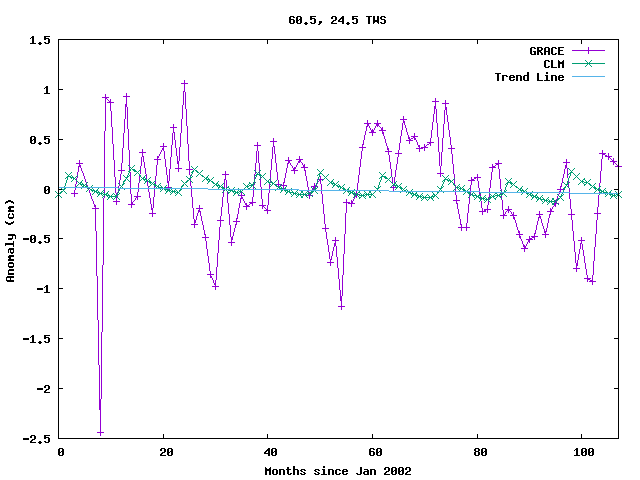 60.5, 24.5 TWS
GRACE
CLM
Trend Line
1.5
1
0.5
0
-0.5
-1
-1.5
-2
-2.5
Anomaly (cm)
0 20 40 60 80 100
Months since Jan 2002